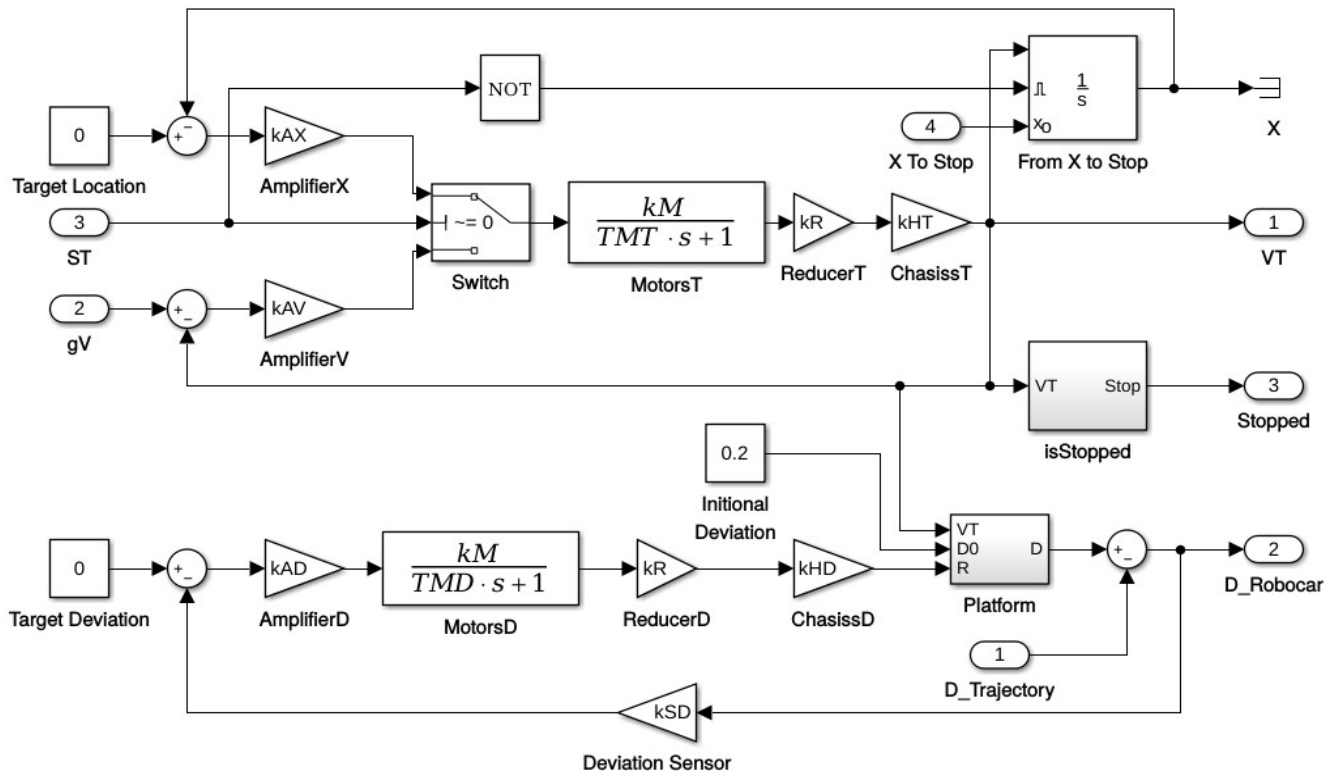 NOT
1
s
xo
0
Target Location
+
−
kAX
AmplifierX
4
X To Stop
From X to Stop
X
3
ST
~= 0
Switch
kM
TMT · s + 1
MotorsT
kR
ReducerT
kHT
ChasissT
1
VT
2
gV
+
−
kAV
AmplifierV
VT
Stop
isStopped
3
Stopped
0.2
Initional
Deviation
0
Target Deviation
+
−
kAD
AmplifierD
kM
TMD · s + 1
MotorsD
kR
ReducerD
kHD
ChasissD
VT
D0
R
D
Platform
+
−
2
D_Robocar
1
D_Trajectory
kSD
Deviation Sensor